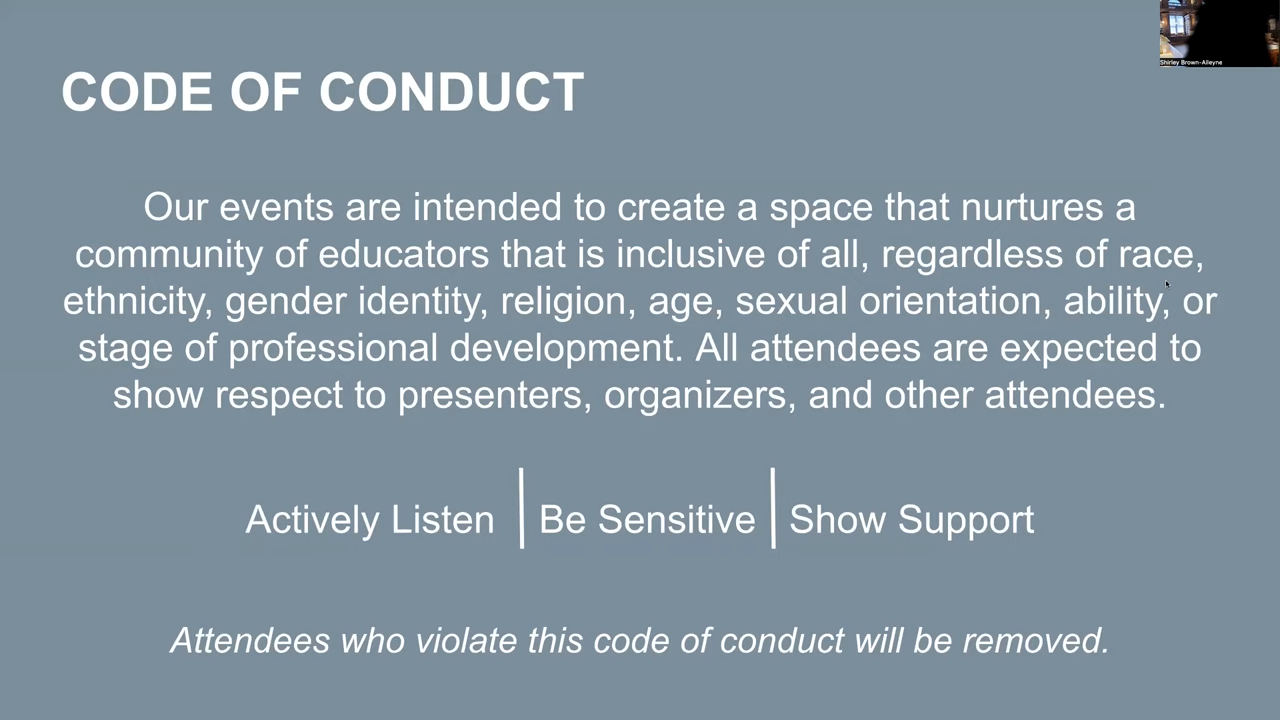 Shirley Brown-Alleyne
CODE OF CONDUCT
Our events are intended to create a space that nurtures a
community of educators that is inclusive of all, regardless of race,
ethnicity, gender identity, religion, age, sexual orientation, ability, or
stage of professional development. All attendees are expected to
show respect to presenters, organizers, and other attendees.
Actively Listen | Be Sensitive | Show Support
Attendees who violate this code of conduct will be removed.